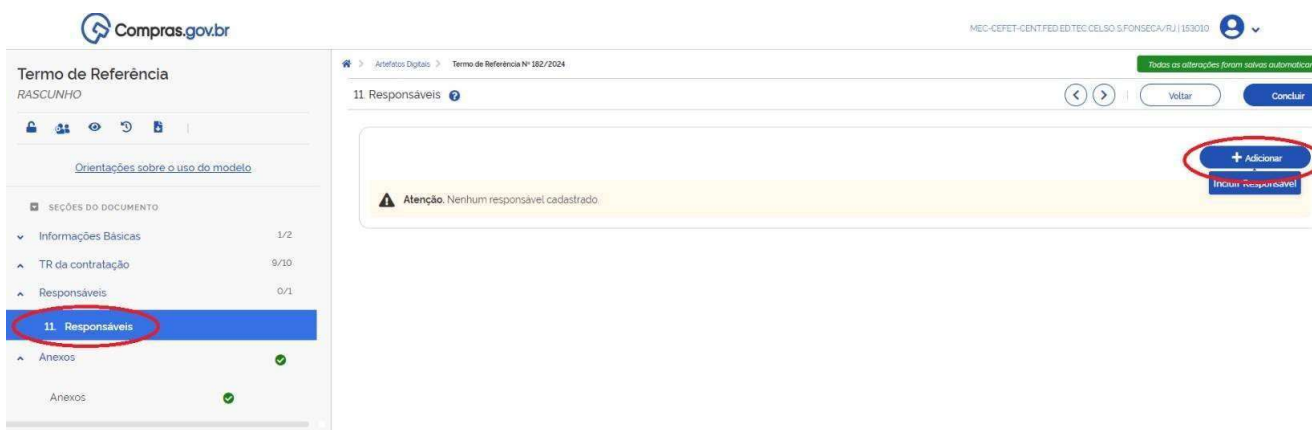 Compras.gov.br
MEC-CEFET-CENT.FED.ED.TEC.CELSO S.FONSECA/RJ | 153010
Termo de Referência
RASCUNHO
Orientações sobre o uso do modelo
SEÇÕES DO DOCUMENTO
Informações Básicas 1/2
TR da contratação 9/10
Responsáveis 0/1
11. Responsáveis
Anexos
Anexos
Artefatos Digitais > Termo de Referência Nº 182/2024
Todas as alterações foram salvas automaticam
11. Responsáveis
Voltar
Concluir
+ Adicionar
Incluir Responsável
Atenção. Nenhum responsável cadastrado.